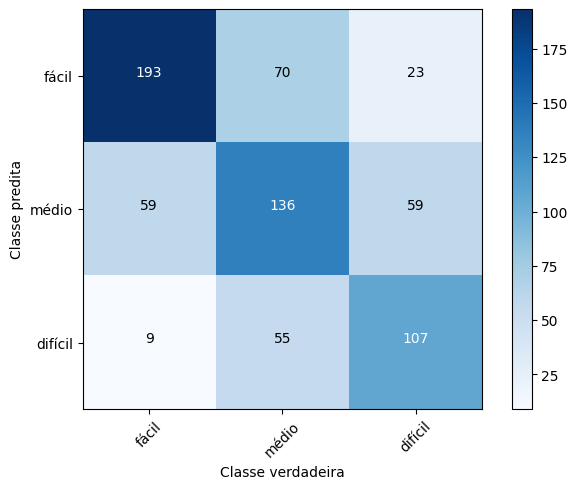 fácil 193 70 23
médio 59 136 59
difícil 9 55 107
fácil médio difícil
Classe verdadeira
Classe predita
175
150
125
100
75
50
25